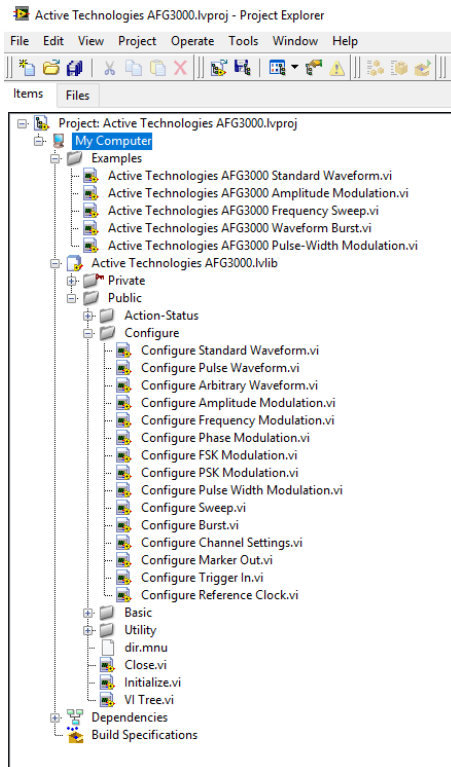 Active Technologies AFG3000.lvproj - Project Explorer
File Edit View Project Operate Tools Window Help
Items Files
Project: Active Technologies AFG3000.lvproj
My Computer
Examples
Active Technologies AFG3000 Standard Waveform.vi
Active Technologies AFG3000 Amplitude Modulation.vi
Active Technologies AFG3000 Frequency Sweep.vi
Active Technologies AFG3000 Waveform Burst.vi
Active Technologies AFG3000 Pulse-Width Modulation.vi
Active Technologies AFG3000.lvlib
Private
Public
Action-Status
Configure
Configure Standard Waveform.vi
Configure Pulse Waveform.vi
Configure Arbitrary Waveform.vi
Configure Amplitude Modulation.vi
Configure Frequency Modulation.vi
Configure Phase Modulation.vi
Configure FSK Modulation.vi
Configure PSK Modulation.vi
Configure Pulse Width Modulation.vi
Configure Sweep.vi
Configure Burst.vi
Configure Channel Settings.vi
Configure Marker Out.vi
Configure Trigger In.vi
Configure Reference Clock.vi
Basic
Utility
dir.mnu
Close.vi
Initialize.vi
VI Tree.vi
Dependencies
Build Specifications